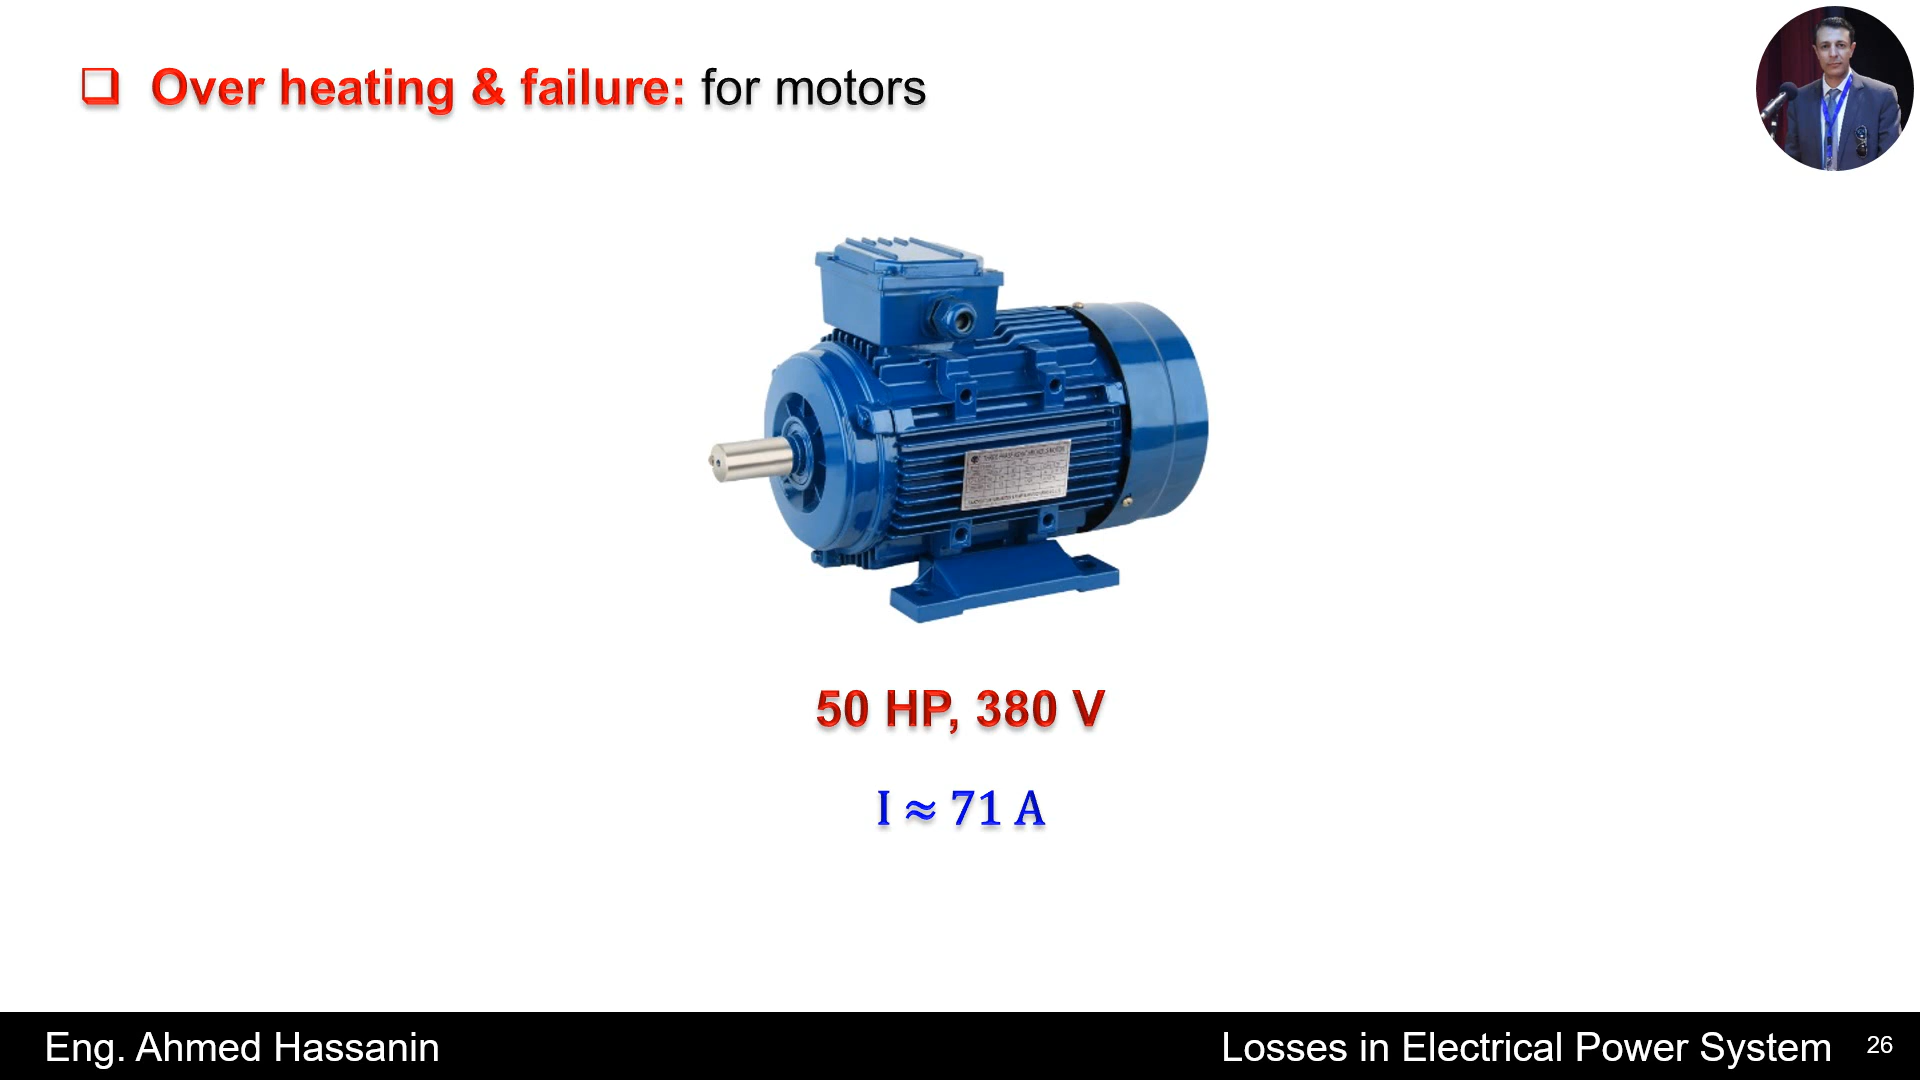 Over heating & failure: for motors
50 HP, 380 V
I ≈ 71 A
Eng. Ahmed Hassanin
Losses in Electrical Power System 26